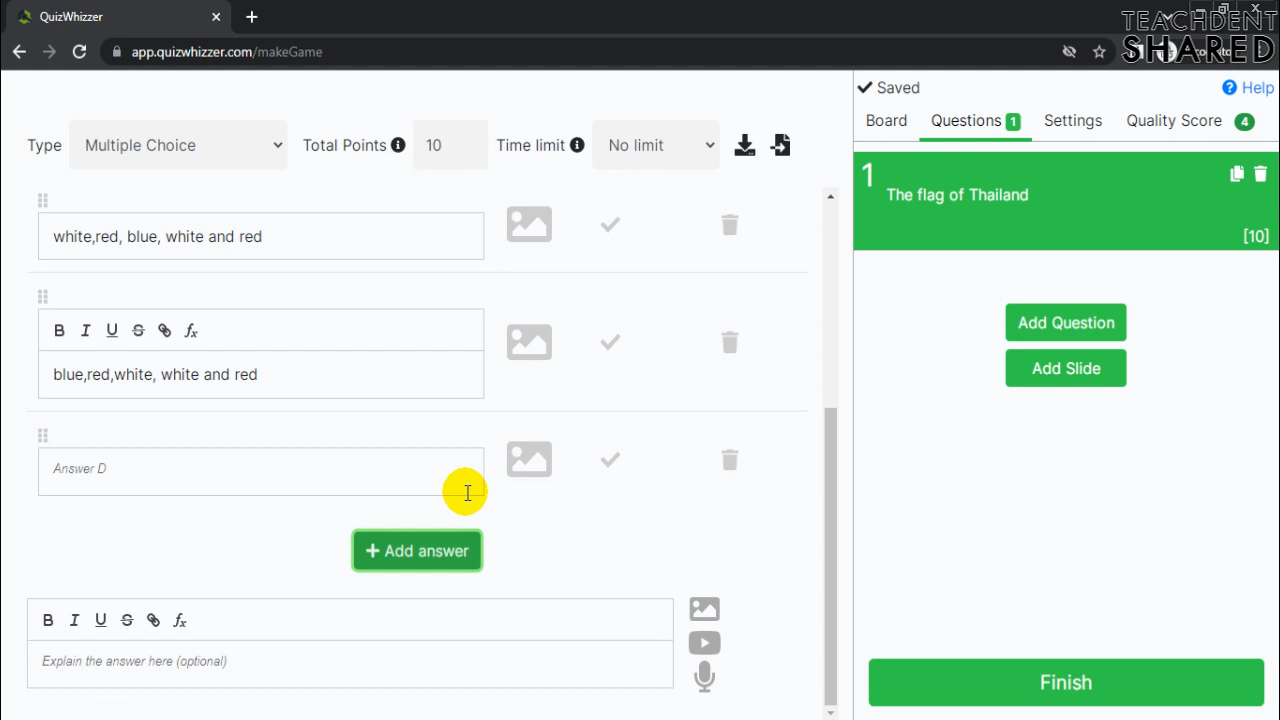 QuizWhizzer
TEACHDENT
SHARED
app.quizwhizzer.com/makeGame
Saved
Help
Board
Questions 1
Settings
Quality Score 4
Type
Multiple Choice
Total Points
10
Time limit
No limit
1
The flag of Thailand
[10]
white,red, blue, white and red
B I U S fx
blue,red,white, white and red
Answer D
+ Add answer
Add Question
Add Slide
B I U S fx
Explain the answer here (optional)
Finish